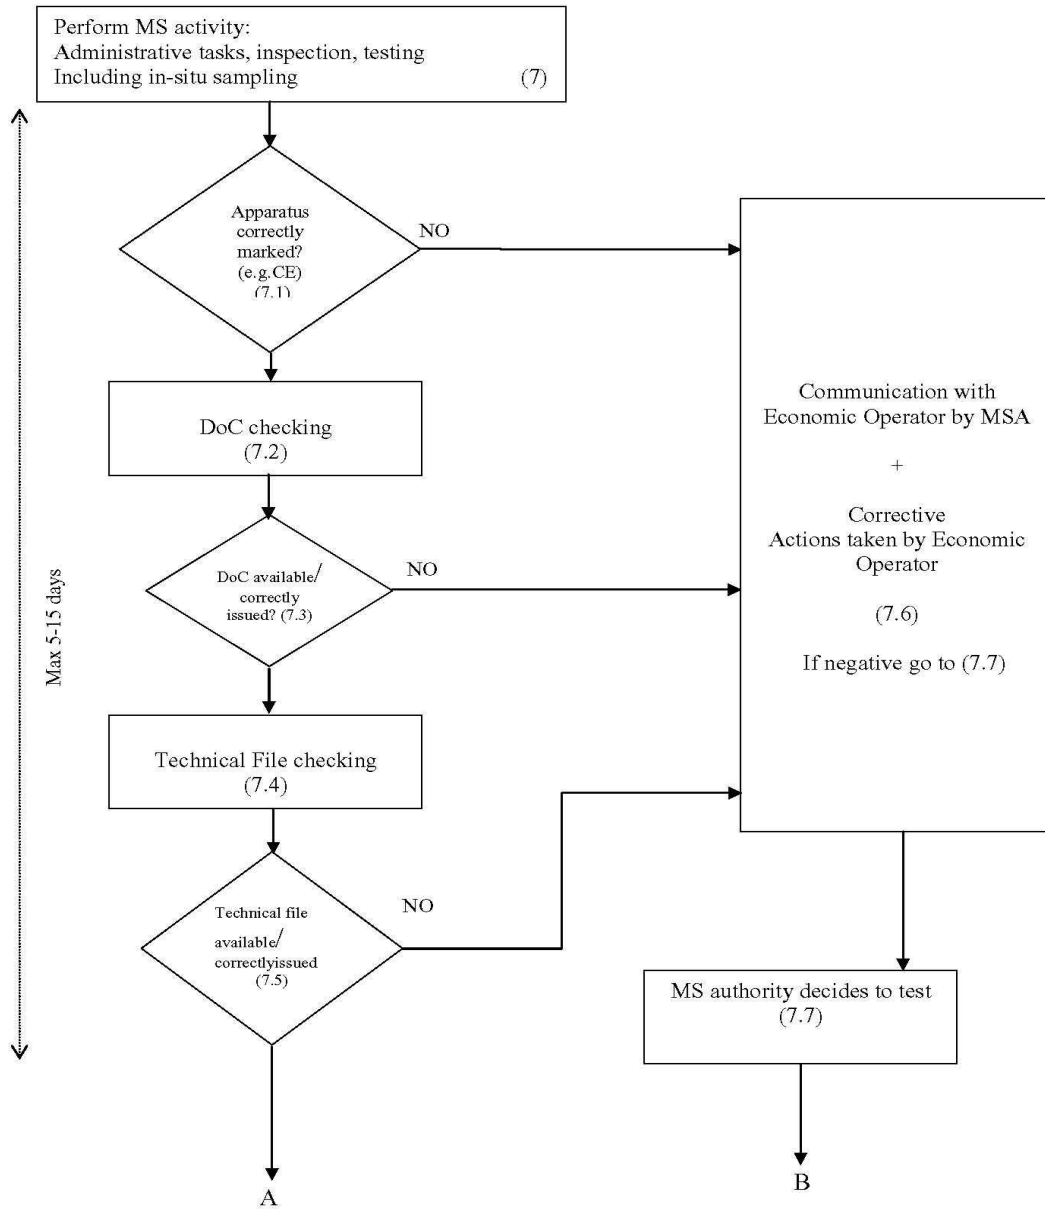 Perform MS activity:
Administrative tasks, inspection, testing
Including in-situ sampling (7)
Apparatus
correctly
marked?
(e.g.CE)
(7.1)
NO
DoC checking
(7.2)
DoC available/
correctly
issued? (7.3)
NO
Technical File checking
(7.4)
Technical file
available/
correctlyissued
(7.5)
NO
A
Max 5-15 days
Communication with
Economic Operator by MSA
+
Corrective
Actions taken by Economic
Operator
(7.6)
If negative go to (7.7)
MS authority decides to test
(7.7)
B